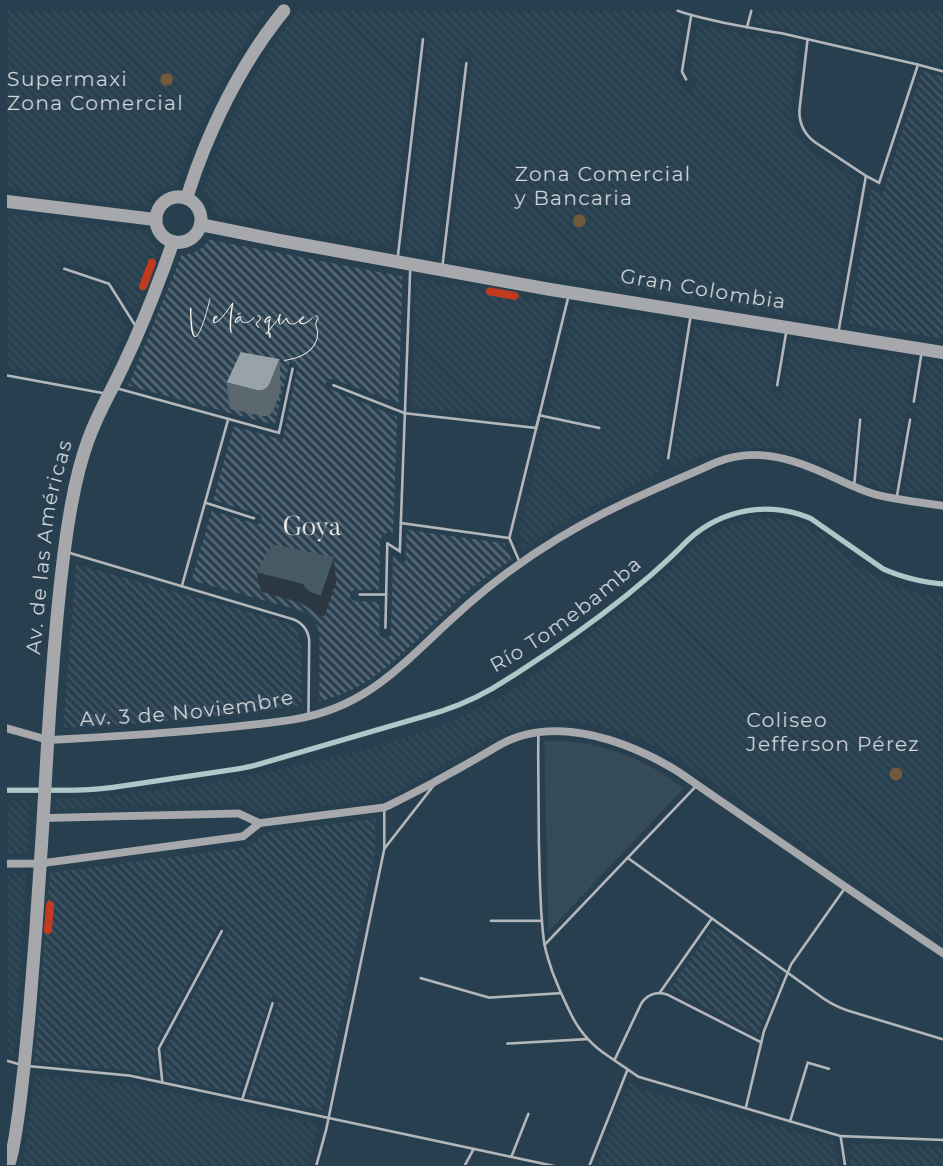 Supermaxi
Zona Comercial
Zona Comercial
y Bancaria
Gran Colombia
Velázquez
Av. de las Américas
Goya
Río Tomebamba
Av. 3 de Noviembre
Coliseo
Jefferson Pérez